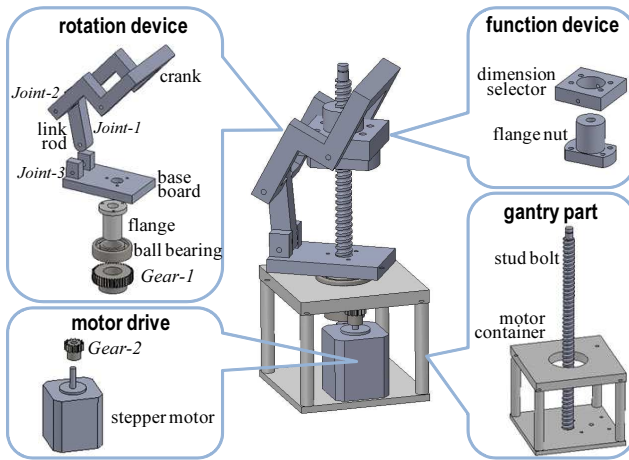 rotation device
crank
Joint-2
Joint-1
link
rod
Joint-3
base
board
flange
ball bearing
Gear-1
motor drive
Gear-2
stepper motor
function device
dimension
selector
flange nut
gantry part
stud bolt
motor
container